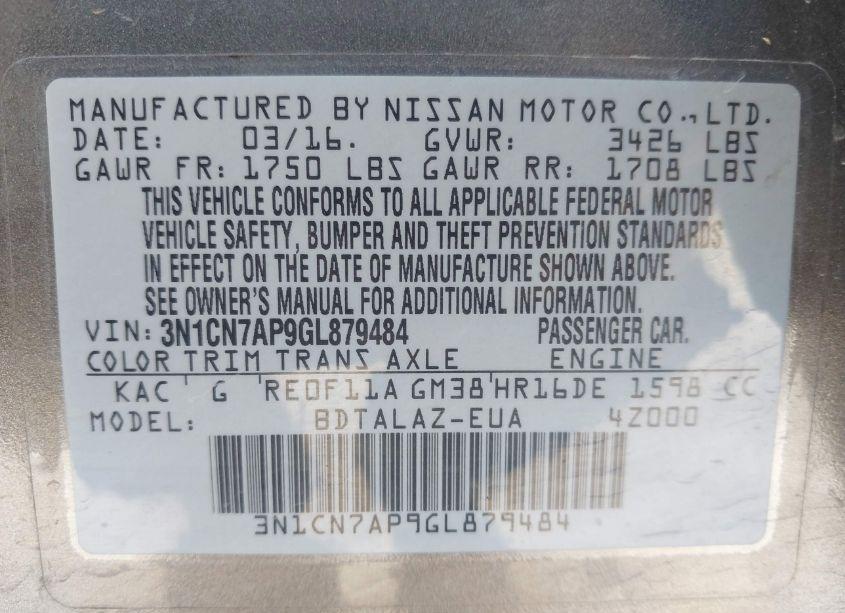 MANUFACTURED BY NISSAN MOTOR CO.,LTD.
DATE: 03/16. GVWR: 3426 LBS
GAWR FR: 1750 LBS GAWR RR: 1708 LBS
THIS VEHICLE CONFORMS TO ALL APPLICABLE FEDERAL MOTOR
VEHICLE SAFETY, BUMPER AND THEFT PREVENTION STANDARDS
IN EFFECT ON THE DATE OF MANUFACTURE SHOWN ABOVE.
SEE OWNER'S MANUAL FOR ADDITIONAL INFORMATION.
VIN: 3N1CN7AP9GL879484 PASSENGER CAR.
COLOR TRIM TRANS AXLE ENGINE
KAC G RE0F11A GM38 HR16DE 1598 CC
MODEL: BDTALAZ-EUA 4Z000
3N1CN7AP9GL879484